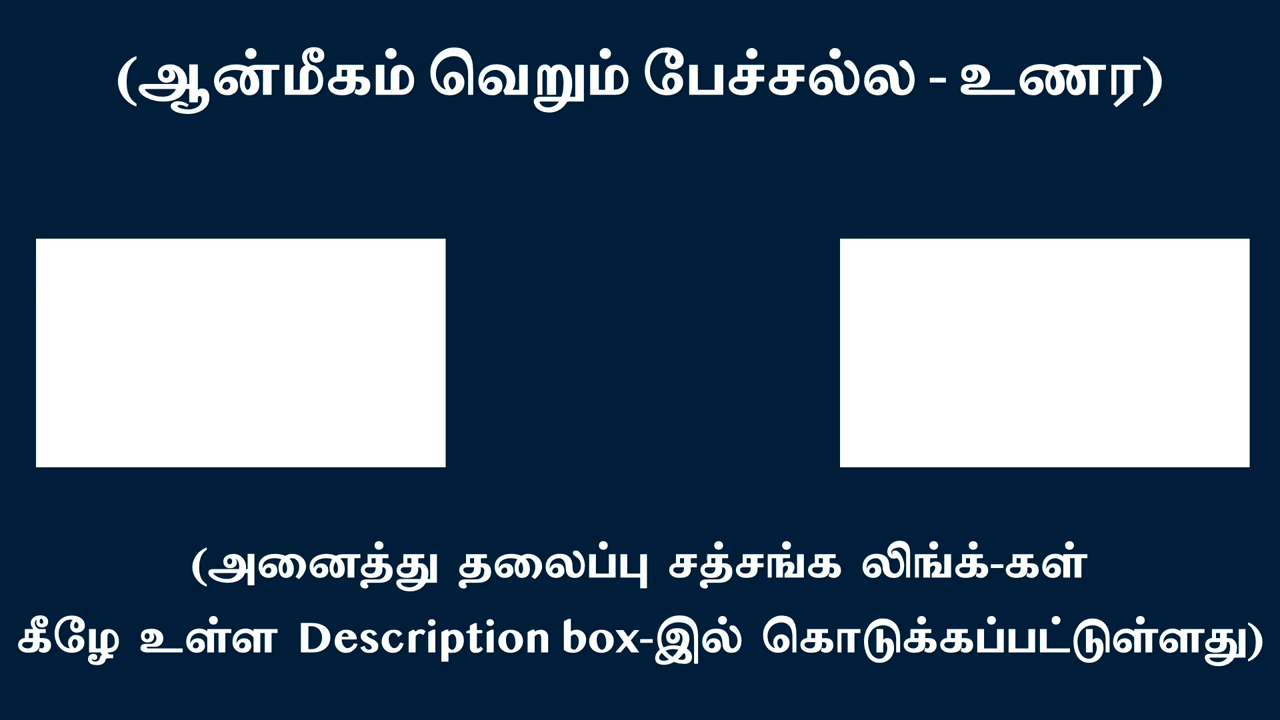 (ஆன்மீகம் வெறும் பேச்சல்ல - உணர)
(அனைத்து தலைப்பு சத்சங்க லிங்க்-கள்
கீழே உள்ள Description box-இல் கொடுக்கப்பட்டுள்ளது)